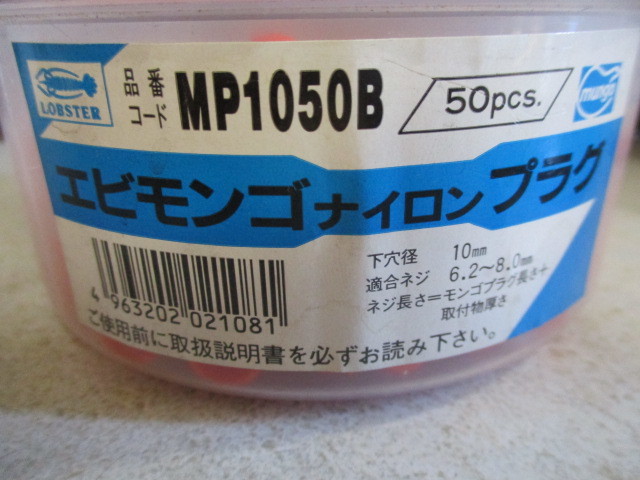 LOBSTER
品番
コード
MP1050B
50pcs.
mungo
エビモンゴナイロンプラグ
下穴径 10mm
適合ネジ 6.2～8.0mm
ネジ長さ=モンゴプラグ長さ+
取付物厚さ
4 963202 021081
ご使用前に取扱説明書を必ずお読み下さい。